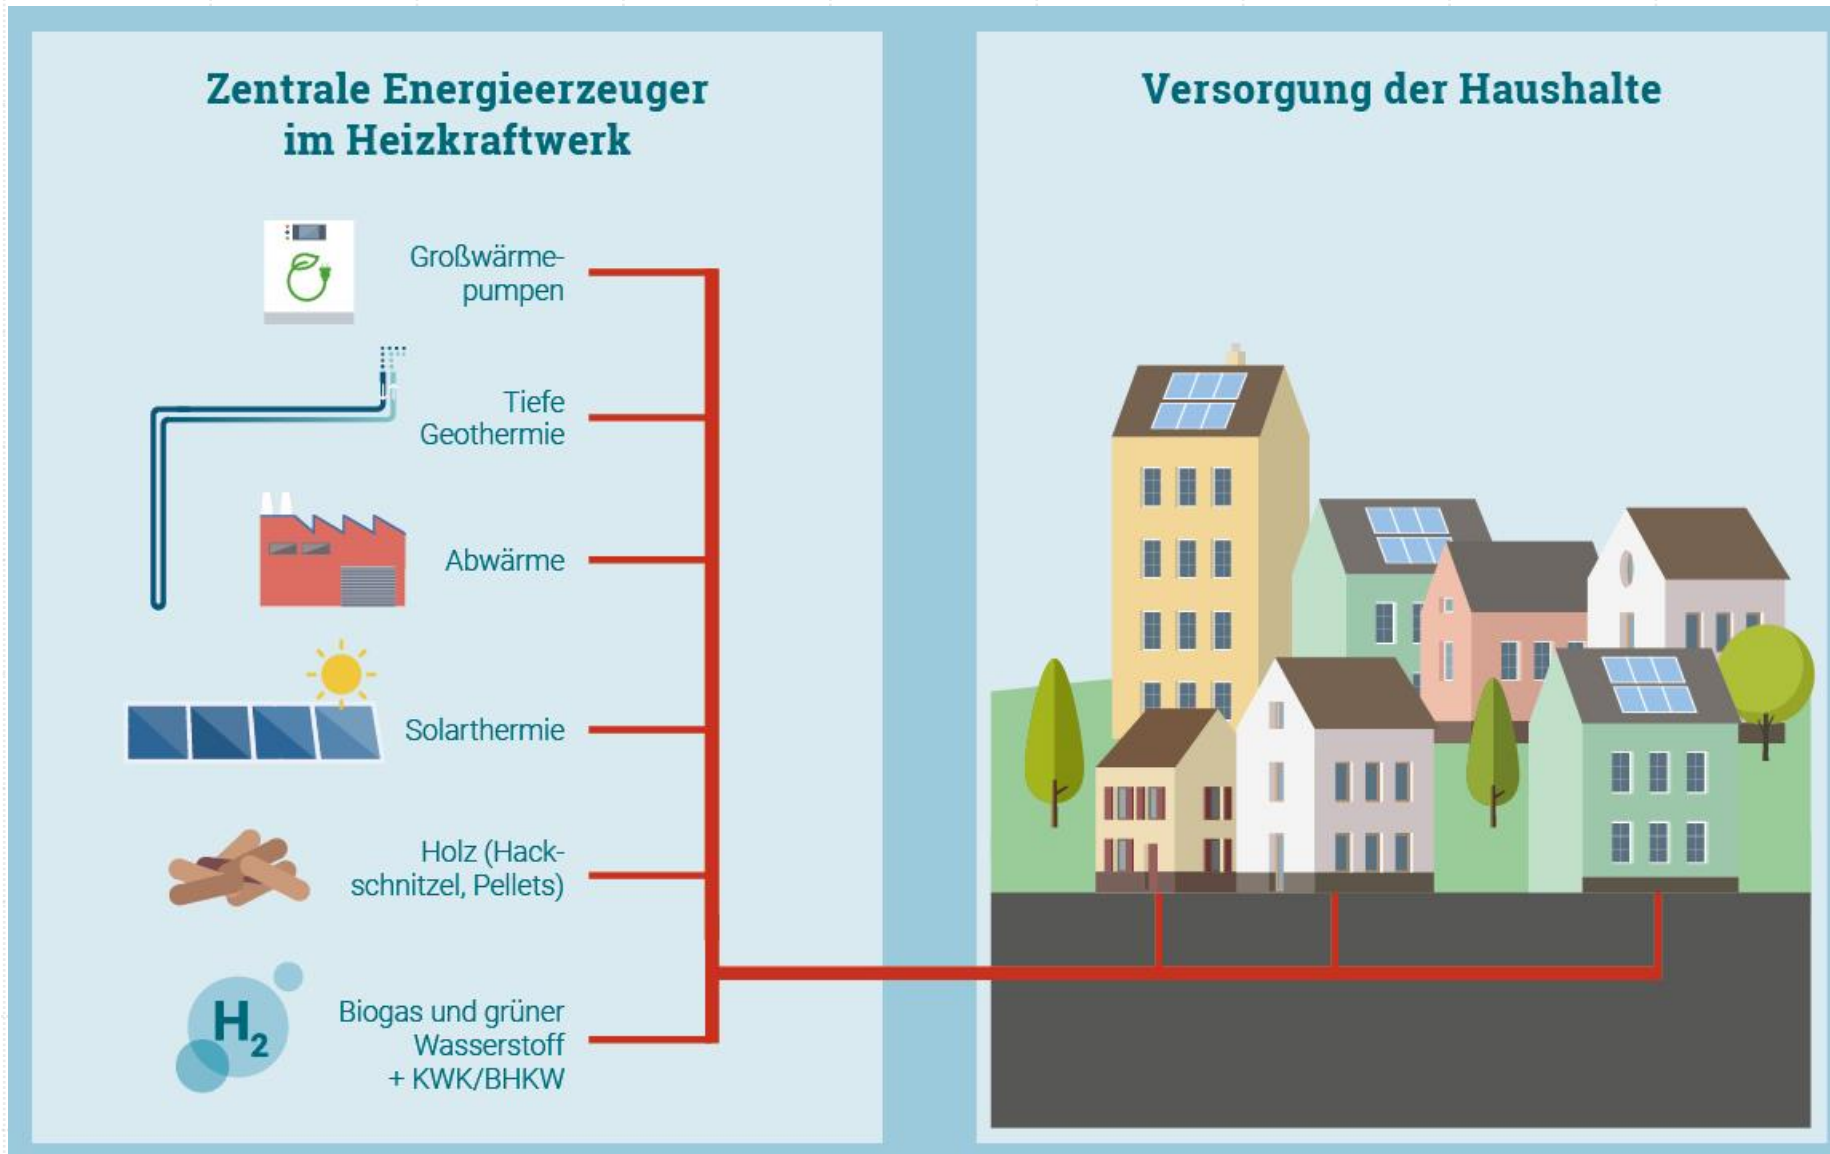 Zentrale Energieerzeuger
im Heizkraftwerk
Großwärme-
pumpen
Tiefe
Geothermie
Abwärme
Solarthermie
Holz (Hack-
schnitzel, Pellets)
H2
Biogas und grüner
Wasserstoff
+ KWK/BHKW
Versorgung der Haushalte